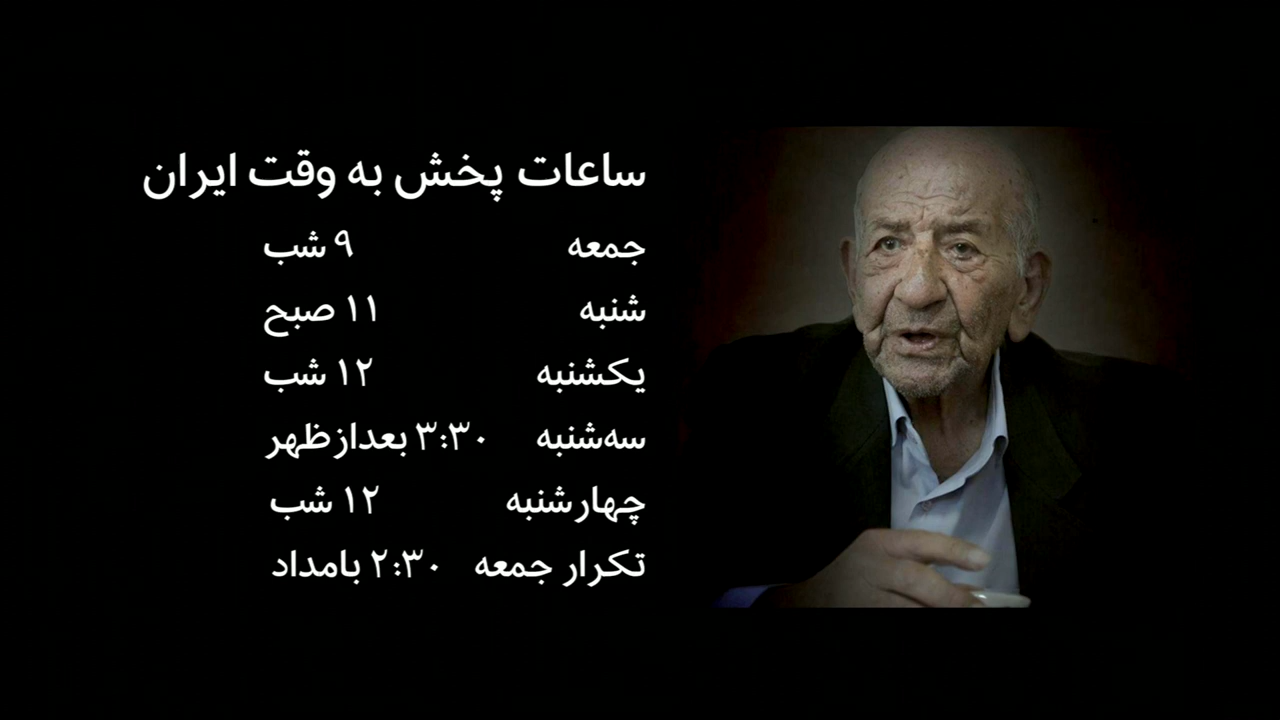 ساعات پخش به وقت ایران
جمعه ۹ شب
شنبه ۱۱ صبح
یکشنبه ۱۲ شب
سه‌شنبه ۳:۳۰ بعدازظهر
چهارشنبه ۱۲ شب
تکرار جمعه ۲:۳۰ بامداد